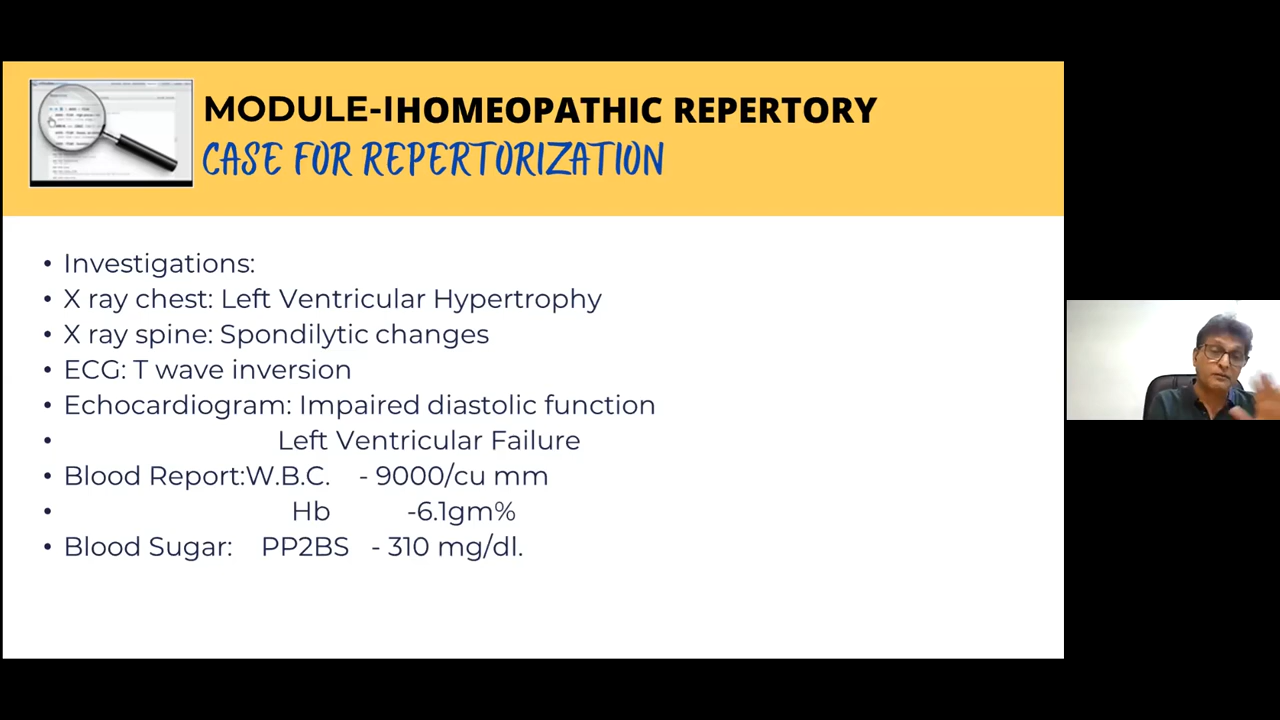 MODULE-IHOMEOPATHIC REPERTORY
CASE FOR REPERTORIZATION
• Investigations:
• X ray chest: Left Ventricular Hypertrophy
• X ray spine: Spondilytic changes
• ECG: T wave inversion
• Echocardiogram: Impaired diastolic function
• Left Ventricular Failure
• Blood Report:W.B.C. - 9000/cu mm
• Hb -6.1gm%
• Blood Sugar: PP2BS - 310 mg/dl.